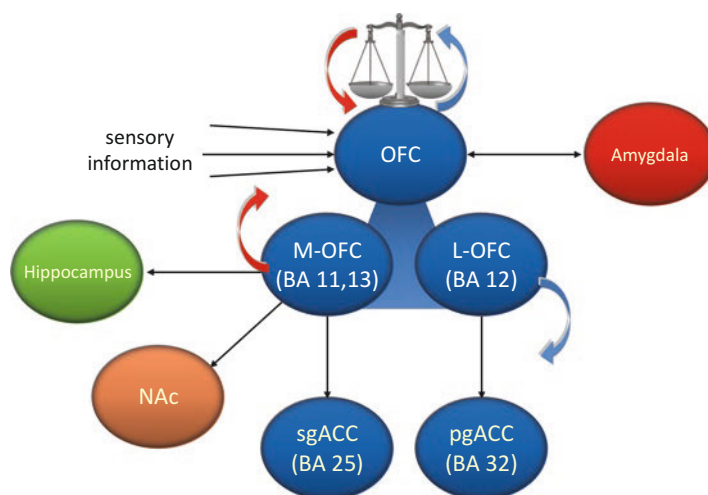 sensory
information
OFC
Amygdala
M-OFC
(BA 11,13)
L-OFC
(BA 12)
Hippocampus
NAc
sgACC
(BA 25)
pgACC
(BA 32)